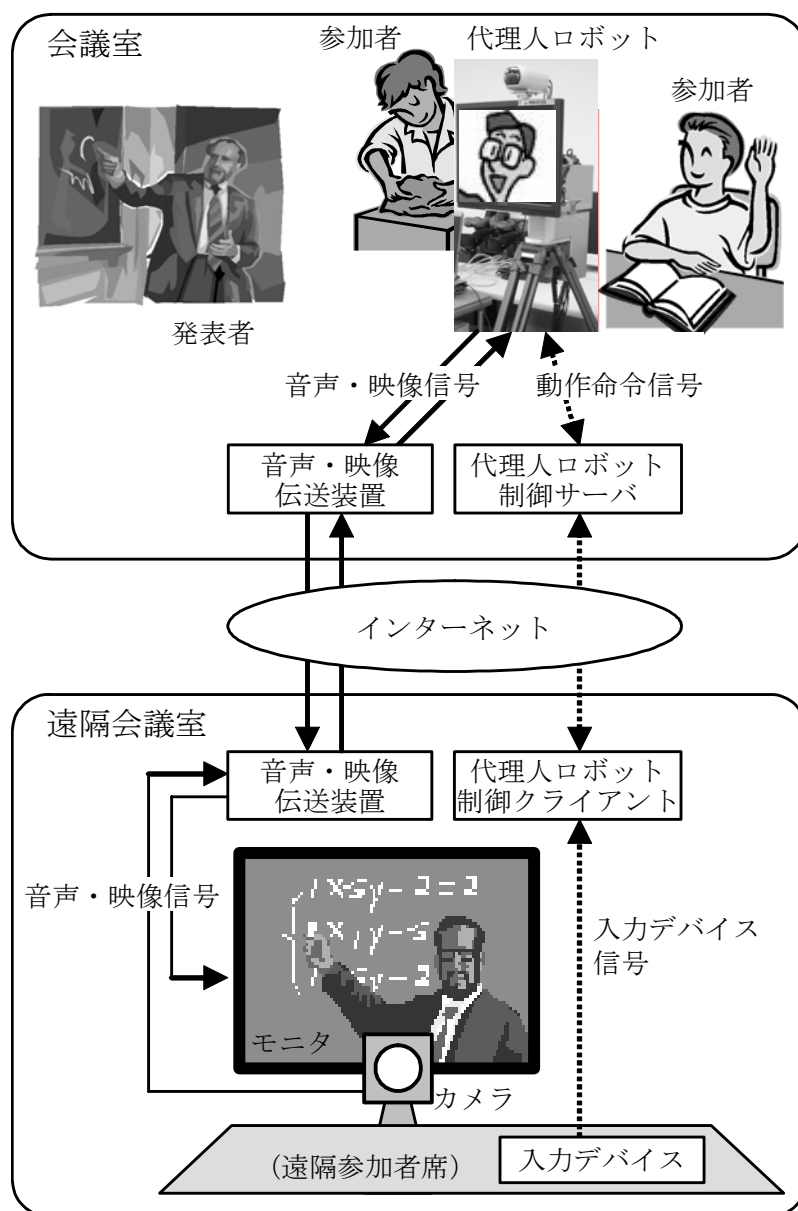 会議室
参加者
代理人ロボット
参加者
発表者
音声・映像信号
動作命令信号
音声・映像
伝送装置
代理人ロボット
制御サーバ
インターネット
遠隔会議室
音声・映像
伝送装置
代理人ロボット
制御クライアント
音声・映像信号
入力デバイス
信号
モニタ
カメラ
(遠隔参加者席)
入力デバイス